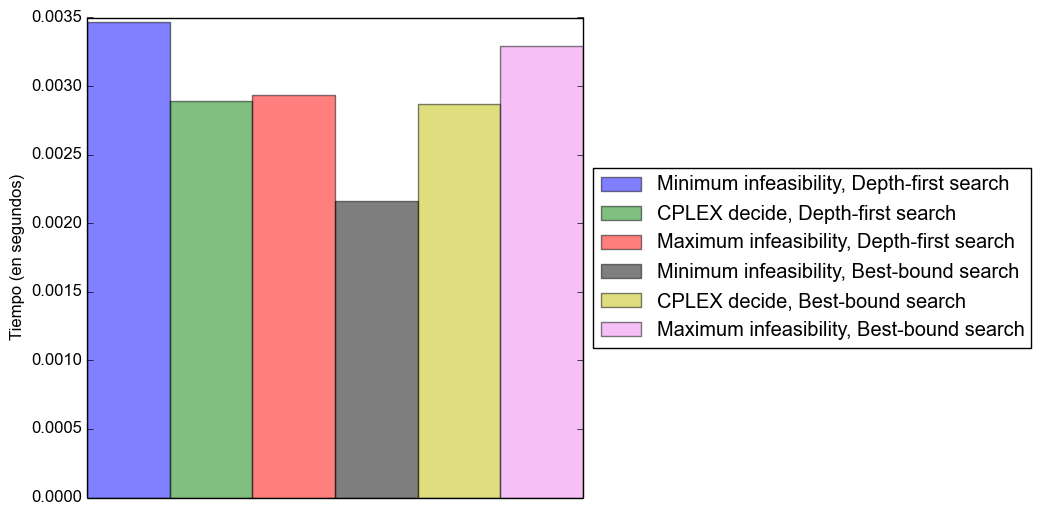 0.0035
0.0030
0.0025
0.0020
0.0015
0.0010
0.0005
0.0000
Tiempo (en segundos)
Minimum infeasibility, Depth-first search
CPLEX decide, Depth-first search
Maximum infeasibility, Depth-first search
Minimum infeasibility, Best-bound search
CPLEX decide, Best-bound search
Maximum infeasibility, Best-bound search